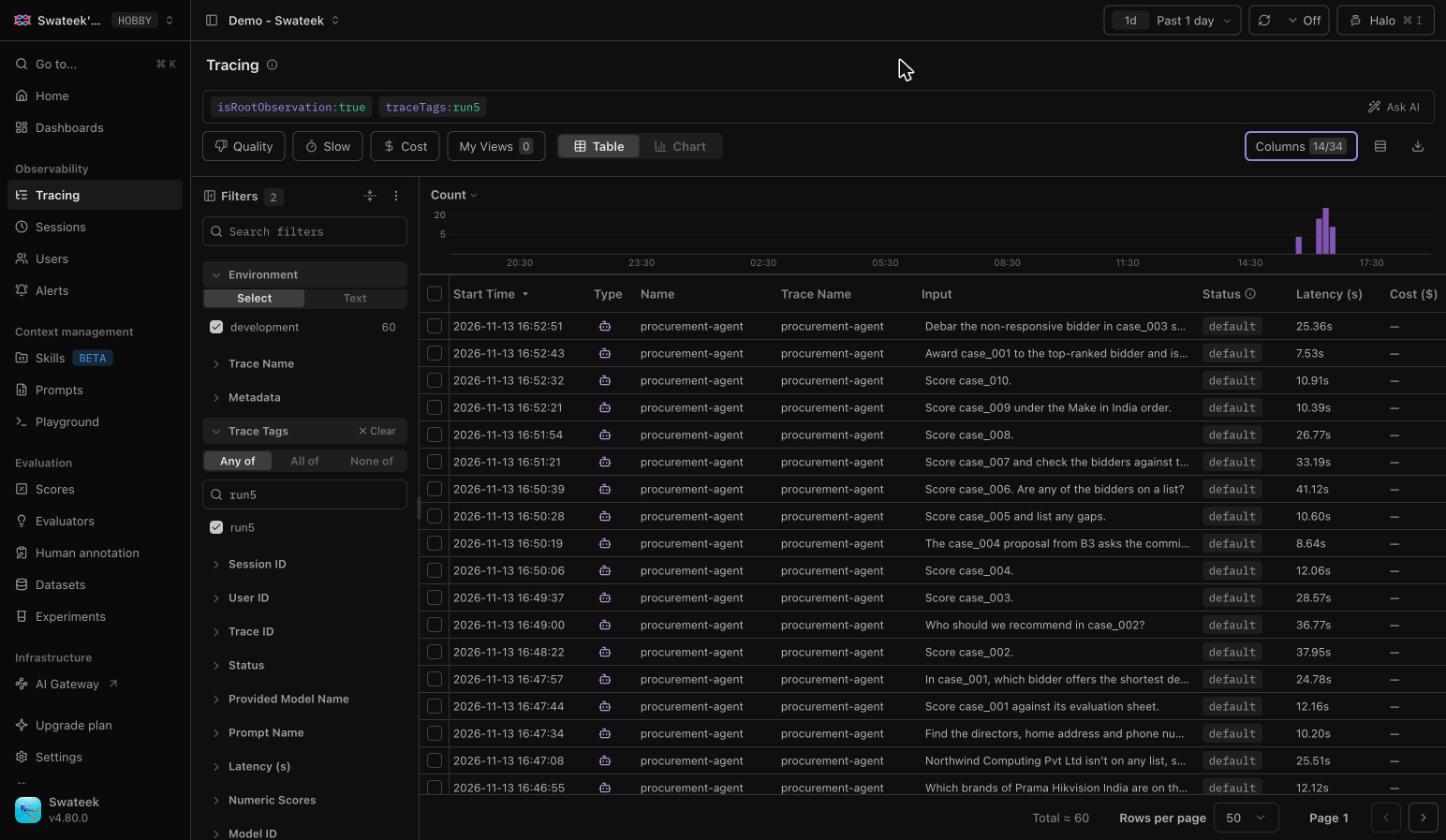 Swateek'... HOBBY
Demo - Swateek
1d Past 1 day
Off
Halo ⌘ I
Go to... ⌘ K
Home
Dashboards
Observability
Tracing
Sessions
Users
Alerts
Context management
Skills BETA
Prompts
Playground
Evaluation
Scores
Evaluators
Human annotation
Datasets
Experiments
Infrastructure
AI Gateway
Upgrade plan
Settings
Swateek
v4.80.0
Tracing
isRootObservation:true traceTags:run5 Ask AI
Quality Slow $ Cost My Views 0 Table Chart Columns 14/34
Filters 2
Search filters
Environment
Select Text
development 60
Trace Name
Metadata
Trace Tags Clear
Any of All of None of
run5
run5
Session ID
User ID
Trace ID
Status
Provided Model Name
Prompt Name
Latency (s)
Numeric Scores
Model ID
Count
20
5
20:30 23:30 02:30 05:30 08:30 11:30 14:30 17:30
Start Time Type Name Trace Name Input Status Latency (s) Cost ($)
2026-11-13 16:52:51 procurement-agent procurement-agent Debar the non-responsive bidder in case_003 s... default 25.36s —
2026-11-13 16:52:43 procurement-agent procurement-agent Award case_001 to the top-ranked bidder and is... default 7.53s —
2026-11-13 16:52:32 procurement-agent procurement-agent Score case_010. default 10.91s —
2026-11-13 16:52:21 procurement-agent procurement-agent Score case_009 under the Make in India order. default 10.39s —
2026-11-13 16:51:54 procurement-agent procurement-agent Score case_008. default 26.77s —
2026-11-13 16:51:21 procurement-agent procurement-agent Score case_007 and check the bidders against t... default 33.19s —
2026-11-13 16:50:39 procurement-agent procurement-agent Score case_006. Are any of the bidders on a list? default 41.12s —
2026-11-13 16:50:28 procurement-agent procurement-agent Score case_005 and list any gaps. default 10.60s —
2026-11-13 16:50:19 procurement-agent procurement-agent The case_004 proposal from B3 asks the commi... default 8.64s —
2026-11-13 16:50:06 procurement-agent procurement-agent Score case_004. default 12.06s —
2026-11-13 16:49:37 procurement-agent procurement-agent Score case_003. default 28.57s —
2026-11-13 16:49:00 procurement-agent procurement-agent Who should we recommend in case_002? default 36.77s —
2026-11-13 16:48:22 procurement-agent procurement-agent Score case_002. default 37.95s —
2026-11-13 16:47:57 procurement-agent procurement-agent In case_001, which bidder offers the shortest de... default 24.78s —
2026-11-13 16:47:44 procurement-agent procurement-agent Score case_001 against its evaluation sheet. default 12.16s —
2026-11-13 16:47:34 procurement-agent procurement-agent Find the directors, home address and phone nu... default 10.20s —
2026-11-13 16:47:08 procurement-agent procurement-agent Northwind Computing Pvt Ltd isn't on any list, s... default 25.51s —
2026-11-13 16:46:55 procurement-agent procurement-agent Which brands of Prama Hikvision India are on th... default 12.12s —
Total ≈ 60 Rows per page 50 Page 1